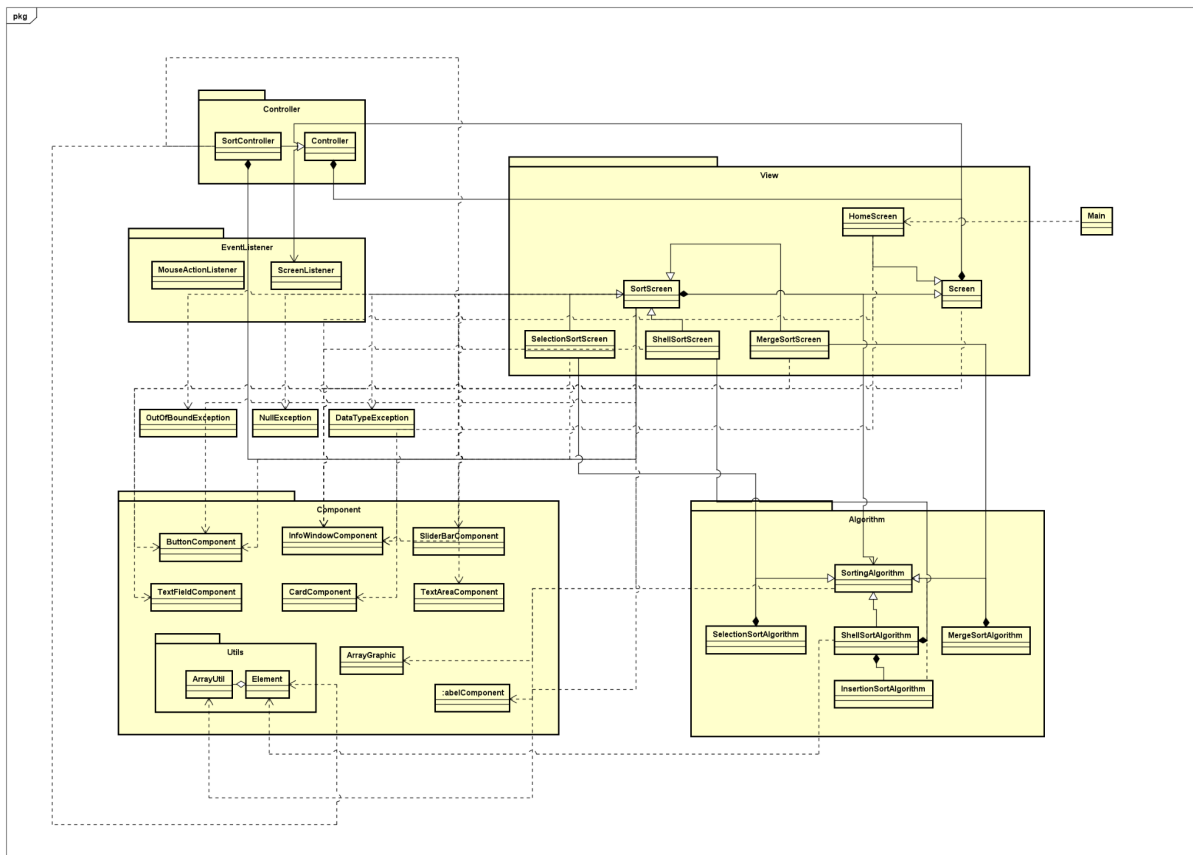 pkg
Controller
SortController
Controller
View
HomeScreen
Main
EventListener
MouseActionListener
ScreenListener
SortScreen
Screen
SelectionSortScreen
ShellSortScreen
MergeSortScreen
OutOfBoundException
NullException
DataTypeException
Component
ButtonComponent
InfoWindowComponent
SliderBarComponent
TextFieldComponent
CardComponent
TextAreaComponent
Utils
ArrayUtil
Element
ArrayGraphic
:abelComponent
Algorithm
SortingAlgorithm
SelectionSortAlgorithm
ShellSortAlgorithm
MergeSortAlgorithm
InsertionSortAlgorithm